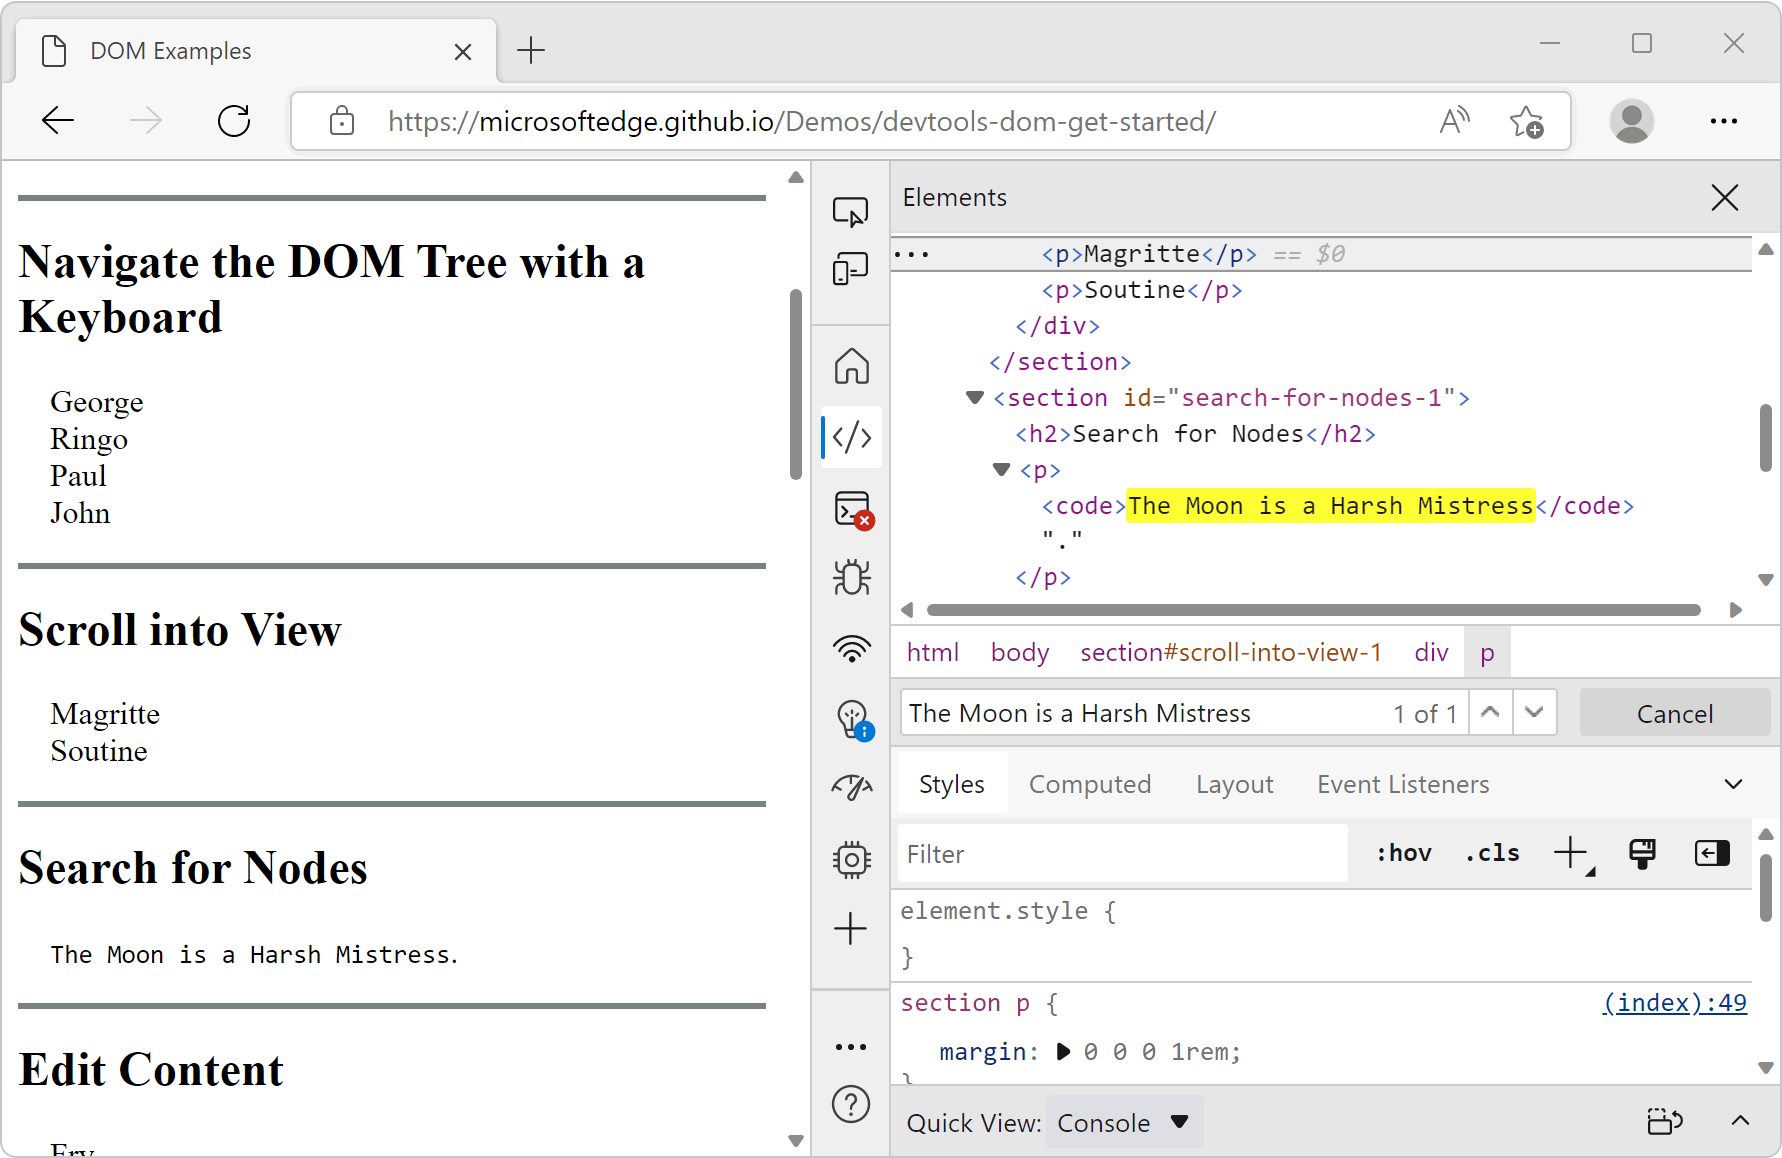 DOM Examples
https://microsoftedge.github.io/Demos/devtools-dom-get-started/
Navigate the DOM Tree with a
Keyboard
George
Ringo
Paul
John
Scroll into View
Magritte
Soutine
Search for Nodes
The Moon is a Harsh Mistress.
Edit Content
Fry
Elements
<p>Magritte</p> == $0
<p>Soutine</p>
</div>
</section>
<section id="search-for-nodes-1">
<h2>Search for Nodes</h2>
<p>
<code>The Moon is a Harsh Mistress</code>
"."
</p>
html body section#scroll-into-view-1 div p
The Moon is a Harsh Mistress 1 of 1 Cancel
Styles Computed Layout Event Listeners
Filter :hov .cls
element.style {
}
section p { (index):49
margin: 0 0 0 1rem;
}
Quick View: Console